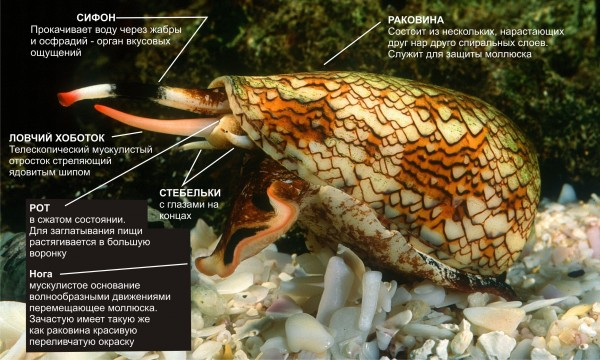 СИФОН
Прокачивает воду через жабры
и осфрадий - орган вкусовых
ощущений
РАКОВИНА
Состоит из нескольких, нарастающих
друг нар друго спиральных слоев.
Служит для защиты моллюска
ЛОВЧИЙ ХОБОТОК
Телескопический мускулистый
отросток стреляющий
ядовитым шипом
СТЕБЕЛЬКИ
с глазами на
концах
РОТ
в сжатом состоянии.
Для заглатывания пищи
растягивается в большую
воронку
Нога
мускулистое основание
волнообразными движениями
перемещающее моллюска.
Зачастую имеет такую же
как раковина красивую
переливчатую окраску